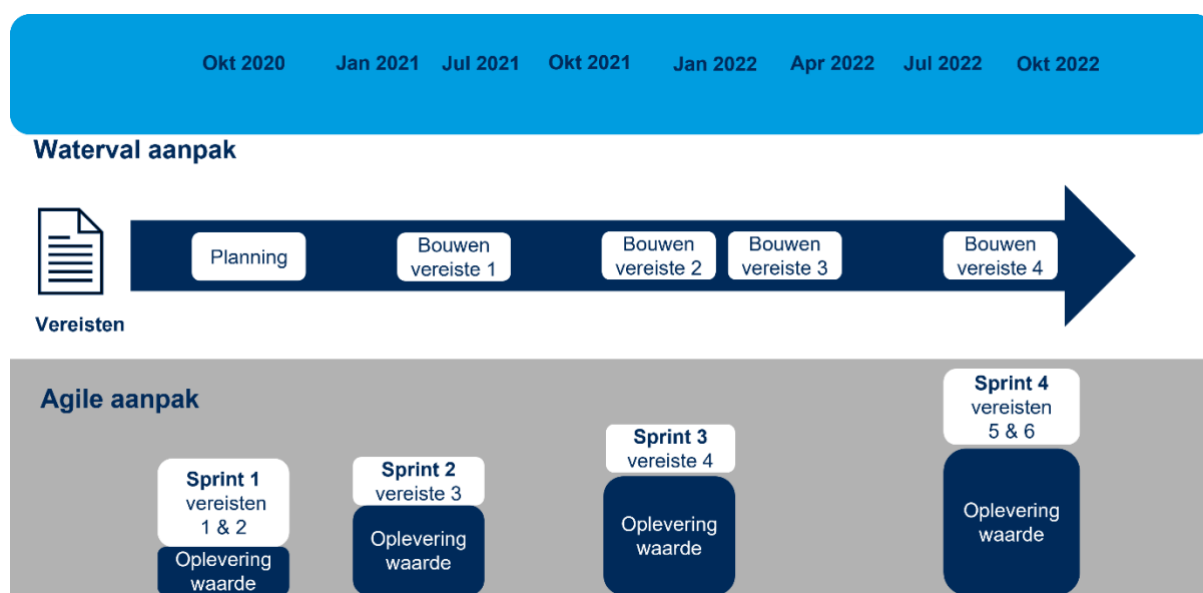 Okt 2020 Jan 2021 Jul 2021 Okt 2021 Jan 2022 Apr 2022 Jul 2022 Okt 2022
Waterval aanpak
Planning
Bouwen
vereiste 1
Bouwen
vereiste 2
Bouwen
vereiste 3
Bouwen
vereiste 4
Vereisten
Agile aanpak
Sprint 1
vereisten
1 & 2
Oplevering
waarde
Sprint 2
vereiste 3
Oplevering
waarde
Sprint 3
vereiste 4
Oplevering
waarde
Sprint 4
vereisten
5 & 6
Oplevering
waarde